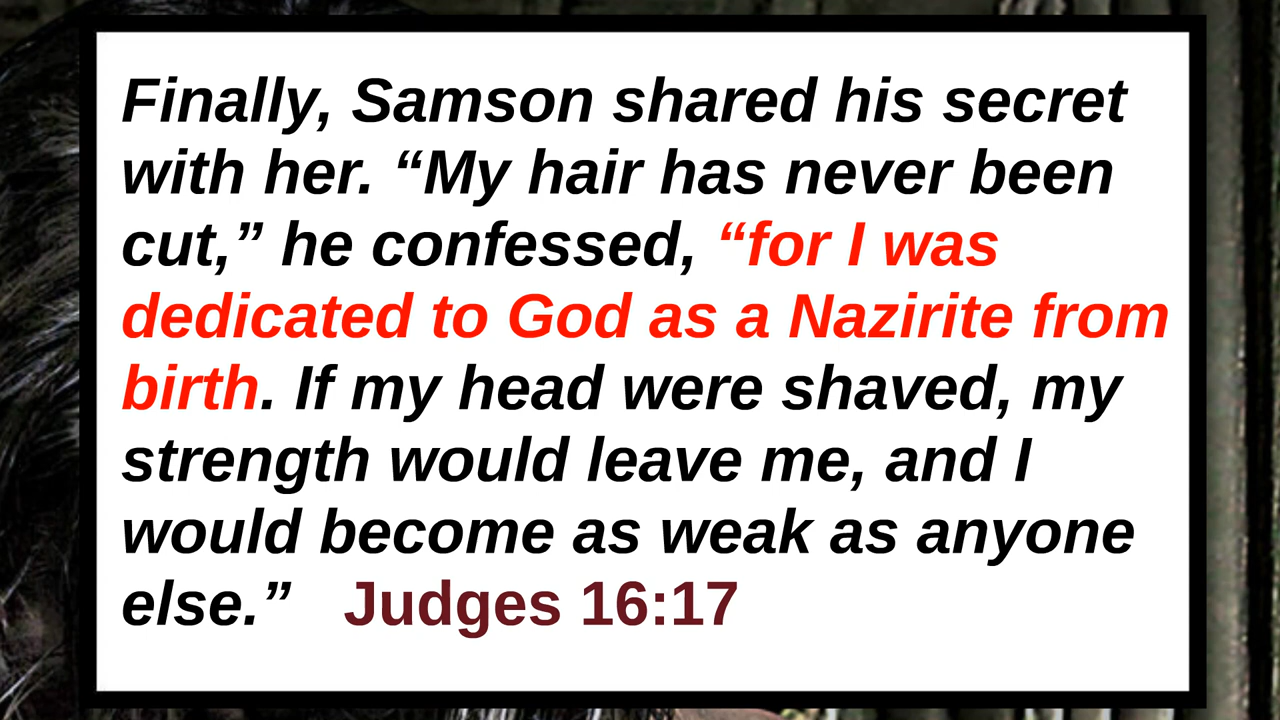 Finally, Samson shared his secret
with her. “My hair has never been
cut,” he confessed, “for I was
dedicated to God as a Nazirite from
birth. If my head were shaved, my
strength would leave me, and I
would become as weak as anyone
else.” Judges 16:17